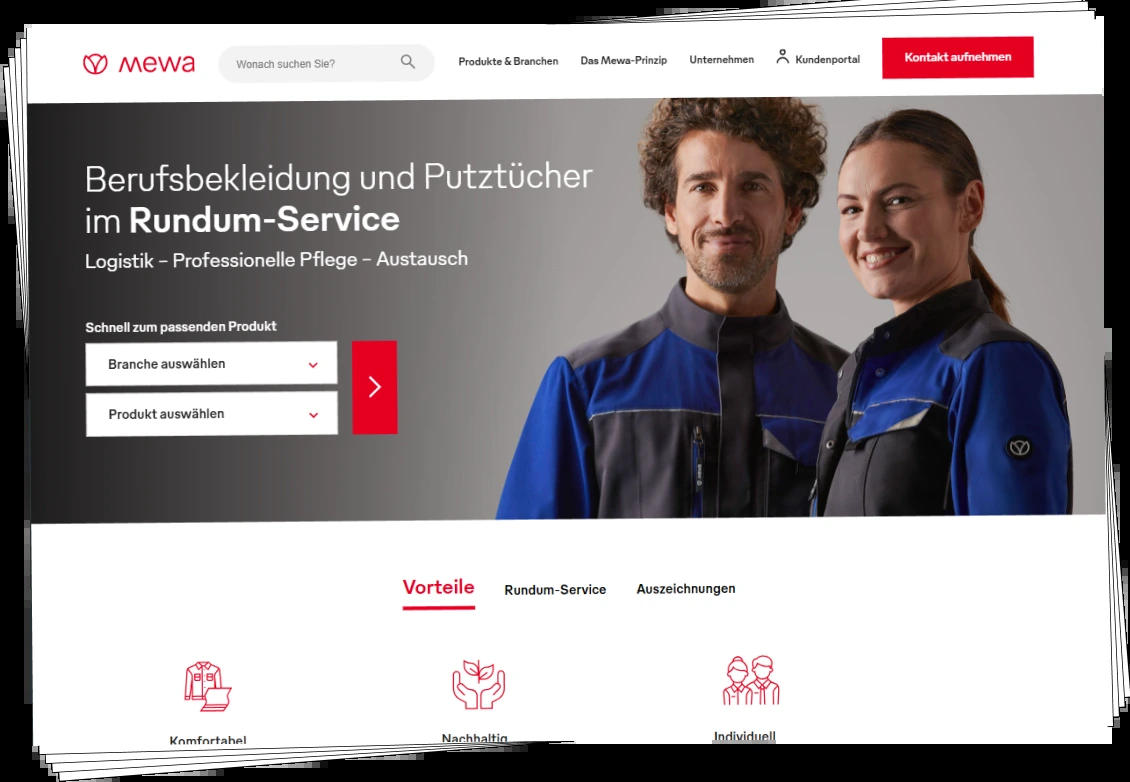 mewa
Wonach suchen Sie?
Produkte & Branchen
Das Mewa-Prinzip
Unternehmen
Kundenportal
Kontakt aufnehmen
Berufsbekleidung und Putztücher
im Rundum-Service
Logistik – Professionelle Pflege – Austausch
Schnell zum passenden Produkt
Branche auswählen
Produkt auswählen
Vorteile
Rundum-Service
Auszeichnungen
Komfortabel
Nachhaltig
Individuell